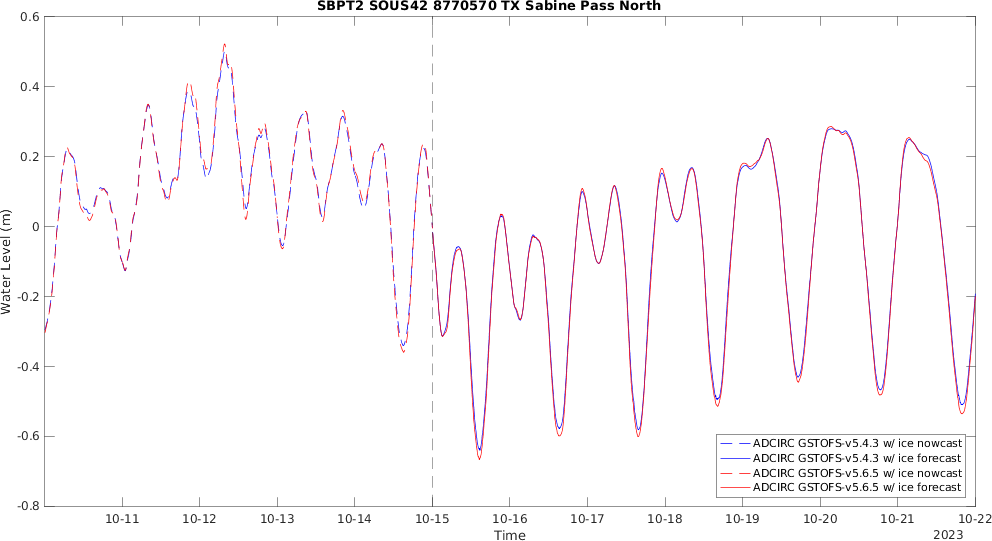 SBPT2 SOUS42 8770570 TX Sabine Pass North
Water Level (m)
0.6
0.4
0.2
0
-0.2
-0.4
-0.6
-0.8
ADCIRC GSTOFS-v5.4.3 w/ ice nowcast
ADCIRC GSTOFS-v5.4.3 w/ ice forecast
ADCIRC GSTOFS-v5.6.5 w/ ice nowcast
ADCIRC GSTOFS-v5.6.5 w/ ice forecast
10-11 10-12 10-13 10-14 10-15 10-16 10-17 10-18 10-19 10-20 10-21 10-22
Time
2023